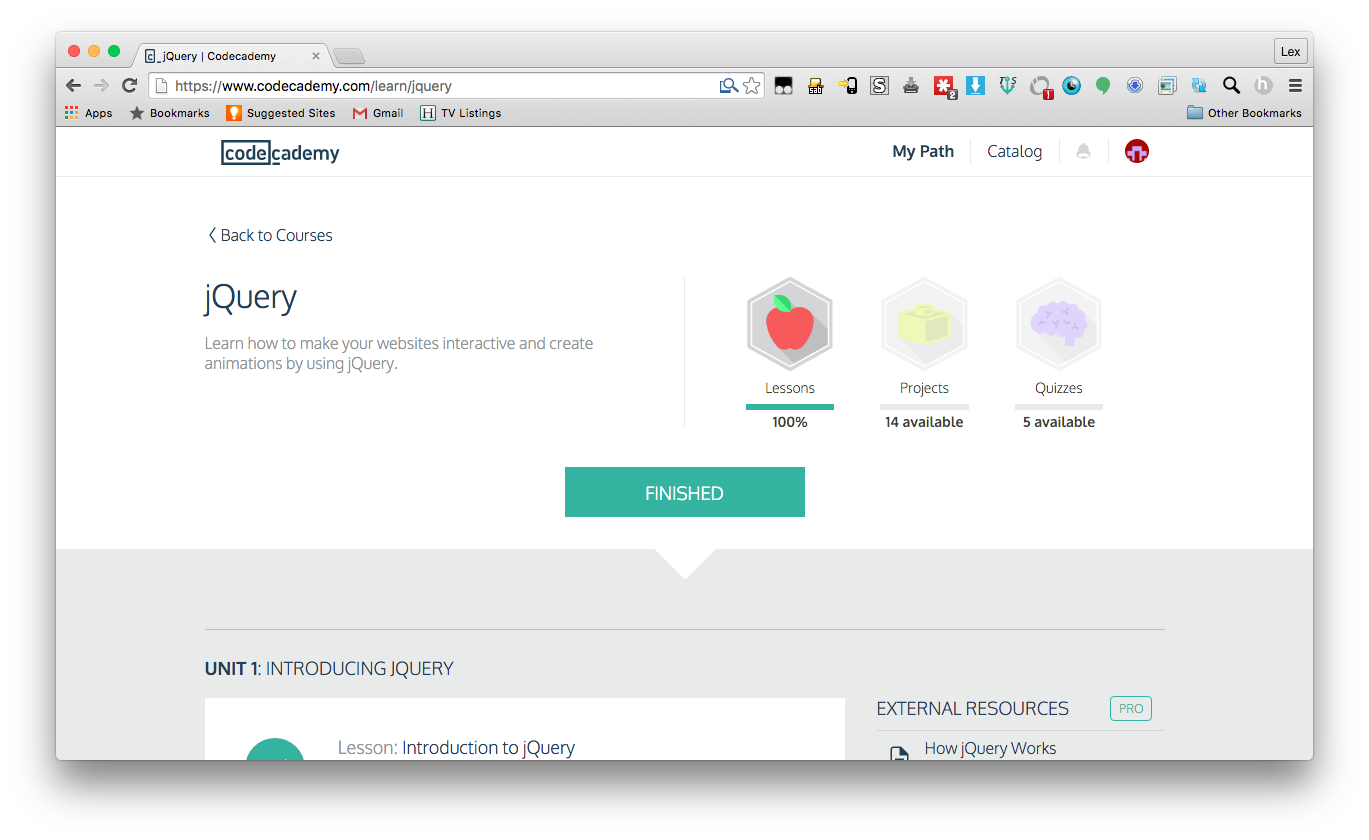 jQuery | Codecademy
Lex
https://www.codecademy.com/learn/jquery
2
1
Apps
Bookmarks
Suggested Sites
Gmail
TV Listings
Other Bookmarks
codecademy
My Path
Catalog
Back to Courses
jQuery
Learn how to make your websites interactive and create
animations by using jQuery.
Lessons
Projects
Quizzes
100%
14 available
5 available
FINISHED
UNIT 1: INTRODUCING JQUERY
EXTERNAL RESOURCES
PRO
Lesson: Introduction to jQuery
How jQuery Works